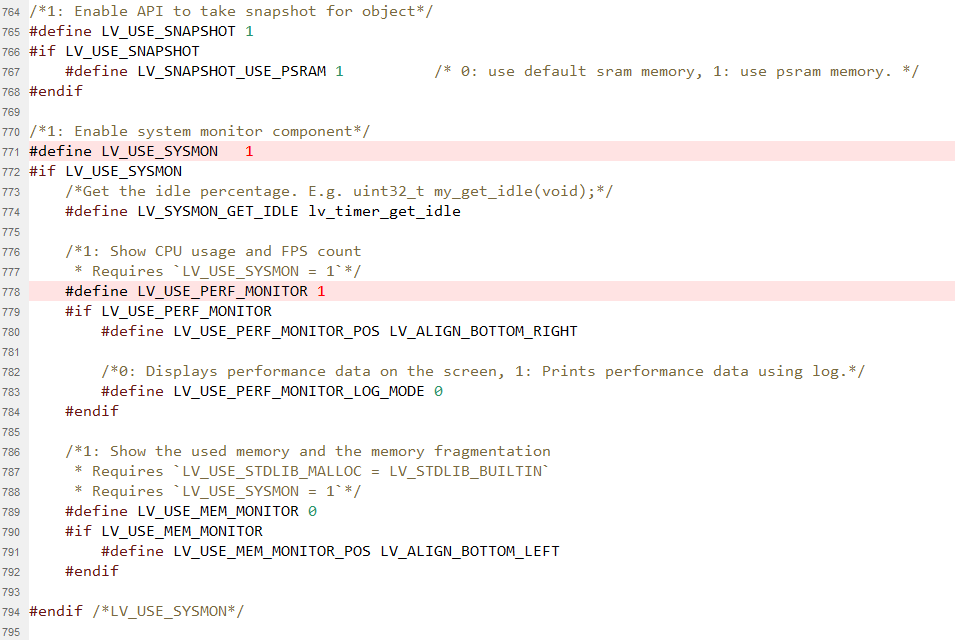 764 /*1: Enable API to take snapshot for object*/
765 #define LV_USE_SNAPSHOT 1
766 #if LV_USE_SNAPSHOT
767     #define LV_SNAPSHOT_USE_PSRAM 1          /* 0: use default sram memory, 1: use psram memory. */
768 #endif
769
770 /*1: Enable system monitor component*/
771 #define LV_USE_SYSMON   1
772 #if LV_USE_SYSMON
773     /*Get the idle percentage. E.g. uint32_t my_get_idle(void);*/
774     #define LV_SYSMON_GET_IDLE lv_timer_get_idle
775
776     /*1: Show CPU usage and FPS count
777      * Requires `LV_USE_SYSMON = 1`*/
778     #define LV_USE_PERF_MONITOR 1
779     #if LV_USE_PERF_MONITOR
780         #define LV_USE_PERF_MONITOR_POS LV_ALIGN_BOTTOM_RIGHT
781
782         /*0: Displays performance data on the screen, 1: Prints performance data using log.*/
783         #define LV_USE_PERF_MONITOR_LOG_MODE 0
784     #endif
785
786     /*1: Show the used memory and the memory fragmentation
787      * Requires `LV_USE_STDLIB_MALLOC = LV_STDLIB_BUILTIN`
788      * Requires `LV_USE_SYSMON = 1`*/
789     #define LV_USE_MEM_MONITOR 0
790     #if LV_USE_MEM_MONITOR
791         #define LV_USE_MEM_MONITOR_POS LV_ALIGN_BOTTOM_LEFT
792     #endif
793
794 #endif /*LV_USE_SYSMON*/
795